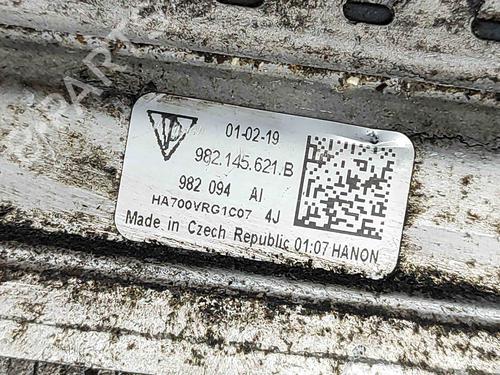 01-02-19
982.145.621.B
982 094 AI
HA700VRG1C07 4J
Made in Czech Republic 01:07 HANON